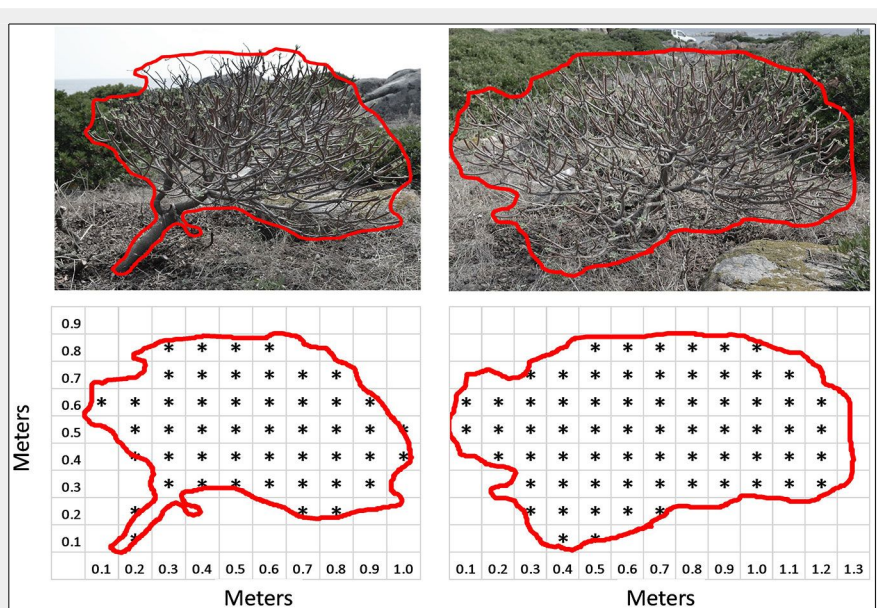 0.9
0.8
0.7
0.6
0.5
0.4
0.3
0.2
0.1
Meters
* * * *
* * * * * *
* * * * * * * * *
* * * * * * * * *
* * * * * * * * *
* * * * * * *
* * *
*
0.1 0.2 0.3 0.4 0.5 0.6 0.7 0.8 0.9 1.0
Meters
* * * * * *
* * * * * * * * *
* * * * * * * * * * * *
* * * * * * * * * * * *
* * * * * * * * * * *
* * * * * * * * * *
* * * * *
* *
0.1 0.2 0.3 0.4 0.5 0.6 0.7 0.8 0.9 1.0 1.1 1.2 1.3
Meters